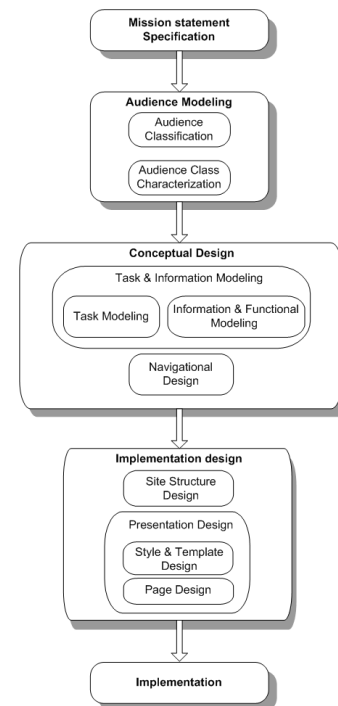 Mission statement
Specification
Audience Modeling
Audience
Classification
Audience Class
Characterization
Conceptual Design
Task & Information Modeling
Task Modeling
Information & Functional
Modeling
Navigational
Design
Implementation design
Site Structure
Design
Presentation Design
Style & Template
Design
Page Design
Implementation